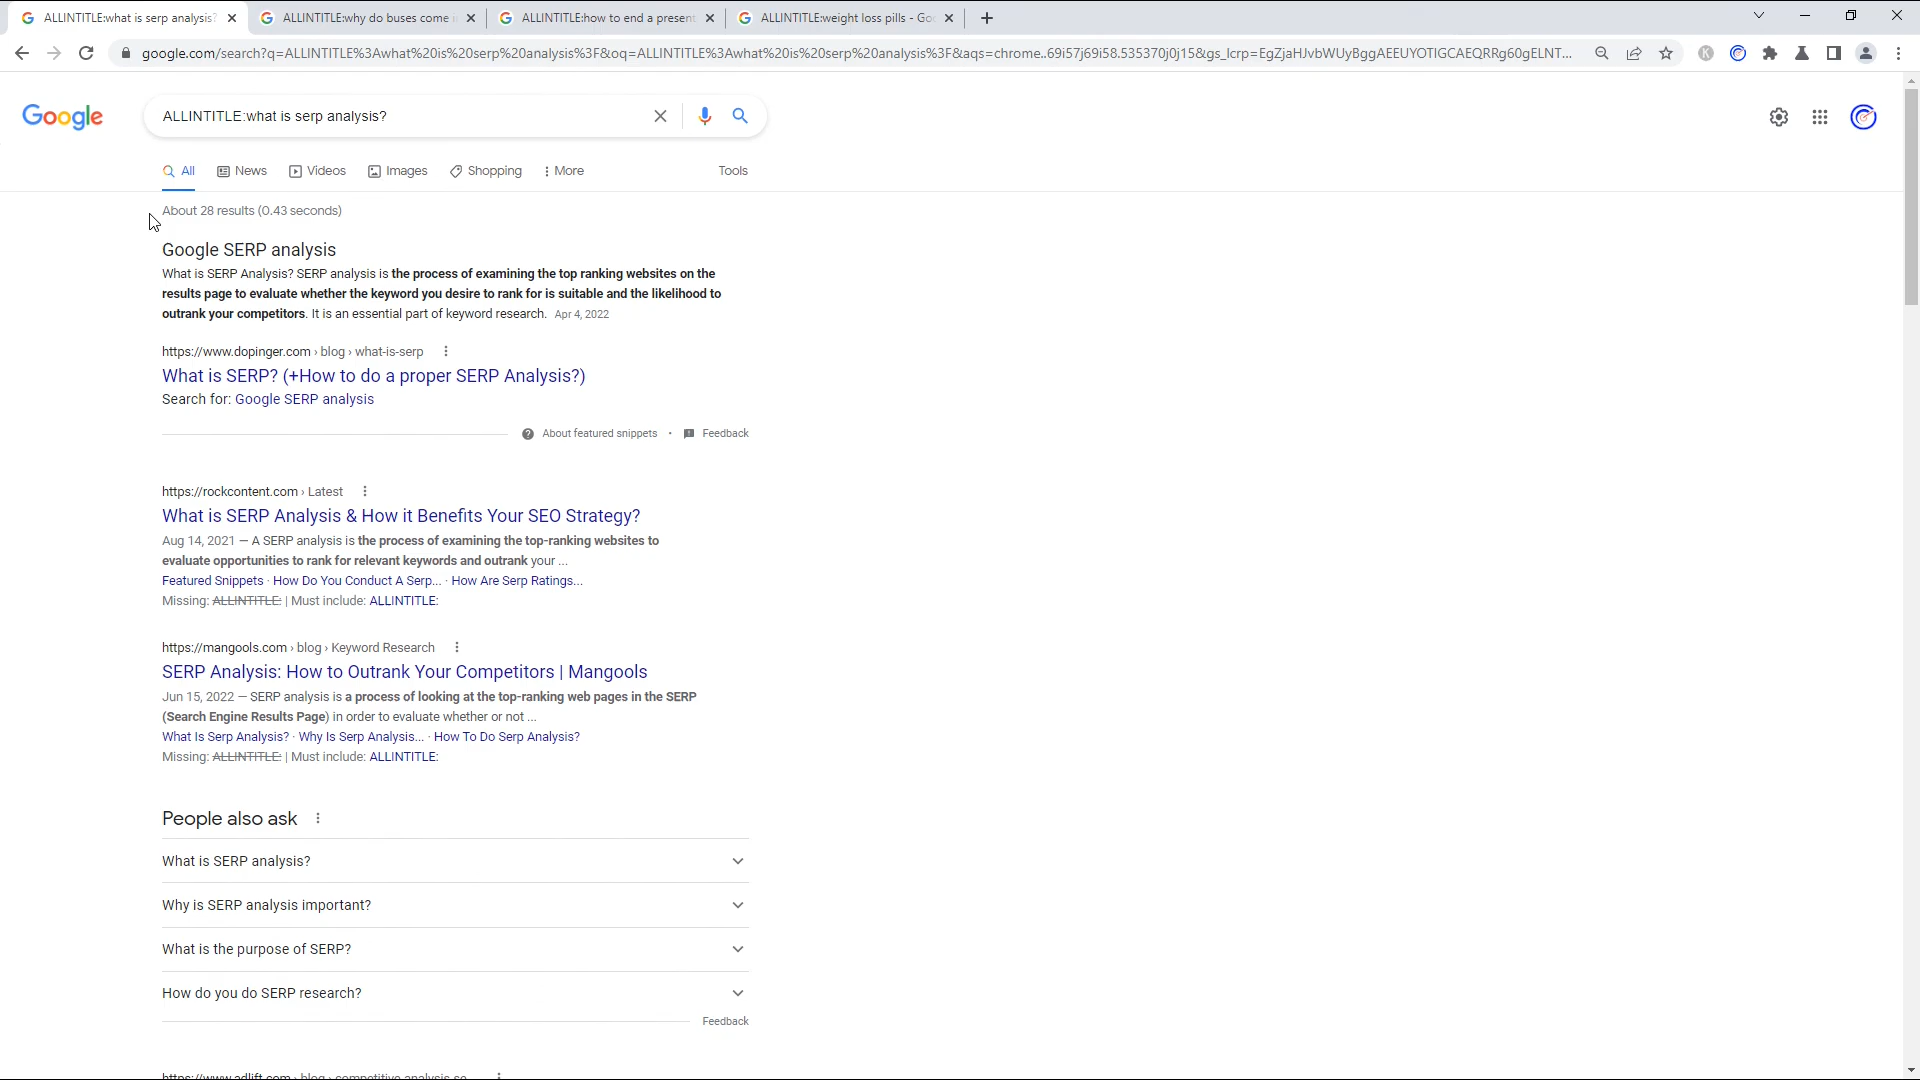 ALLINTITLE:what is serp analysis?
ALLINTITLE:why do buses come i
ALLINTITLE:how to end a present
ALLINTITLE:weight loss pills - Goo
google.com/search?q=ALLINTITLE%3Awhat%20is%20serp%20analysis%3F&oq=ALLINTITLE%3Awhat%20is%20serp%20analysis%3F&aqs=chrome..69i57j69i58.535370j0j15&gs_lcrp=EgZjaHJvbWUyBggAEEUYOTIGCAEQRRg60gELNT...
K
Google
ALLINTITLE:what is serp analysis?
All News Videos Images Shopping More Tools
About 28 results (0.43 seconds)
Google SERP analysis
What is SERP Analysis? SERP analysis is the process of examining the top ranking websites on the
results page to evaluate whether the keyword you desire to rank for is suitable and the likelihood to
outrank your competitors. It is an essential part of keyword research. Apr 4, 2022
https://www.dopinger.com › blog › what-is-serp
What is SERP? (+How to do a proper SERP Analysis?)
Search for: Google SERP analysis
About featured snippets • Feedback
https://rockcontent.com › Latest
What is SERP Analysis & How it Benefits Your SEO Strategy?
Aug 14, 2021 — A SERP analysis is the process of examining the top-ranking websites to
evaluate opportunities to rank for relevant keywords and outrank your ...
Featured Snippets · How Do You Conduct A Serp... · How Are Serp Ratings...
Missing: ALLINTITLE: | Must include: ALLINTITLE:
https://mangools.com › blog › Keyword Research
SERP Analysis: How to Outrank Your Competitors | Mangools
Jun 15, 2022 — SERP analysis is a process of looking at the top-ranking web pages in the SERP
(Search Engine Results Page) in order to evaluate whether or not ...
What Is Serp Analysis? · Why Is Serp Analysis... · How To Do Serp Analysis?
Missing: ALLINTITLE: | Must include: ALLINTITLE:
People also ask
What is SERP analysis?
Why is SERP analysis important?
What is the purpose of SERP?
How do you do SERP research?
Feedback
https://www.adlift.com › blog › competitive-analysis-se...